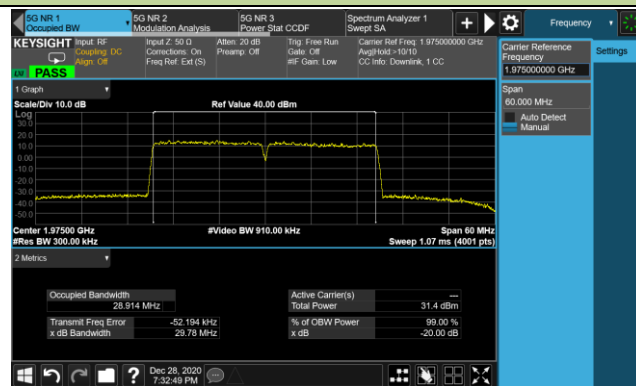 5G NR 1
Occupied BW
5G NR 2
Modulation Analysis
5G NR 3
Power Stat CCDF
Spectrum Analyzer 1
Swept SA
+
Frequency
KEYSIGHT
Input: RF
Coupling: DC
Align: Off
Input Z: 50 Ω
Corrections: On
Freq Ref: Ext (S)
Atten: 20 dB
Preamp: Off
Trig: Free Run
Gate: Off
#IF Gain: Low
Carrier Ref Freq: 1.975000000 GHz
Avg|Hold:>10/10
CC Info: Downlink, 1 CC
PASS
Carrier Reference
Frequency
1.975000000 GHz
Settings
Span
60.000 MHz
Auto Detect
Manual
1 Graph
Scale/Div 10.0 dB
Ref Value 40.00 dBm
Log
30.0
20.0
10.0
0.00
-10.0
-20.0
-30.0
-40.0
-50.0
Center 1.97500 GHz
#Video BW 910.00 kHz
Span 60 MHz
#Res BW 300.00 kHz
Sweep 1.07 ms (4001 pts)
2 Metrics
Occupied Bandwidth
28.914 MHz
Active Carrier(s)
---
Total Power
31.4 dBm
Transmit Freq Error
-52.194 kHz
% of OBW Power
99.00 %
x dB Bandwidth
29.78 MHz
x dB
-20.00 dB
?
Dec 28, 2020
7:32:49 PM